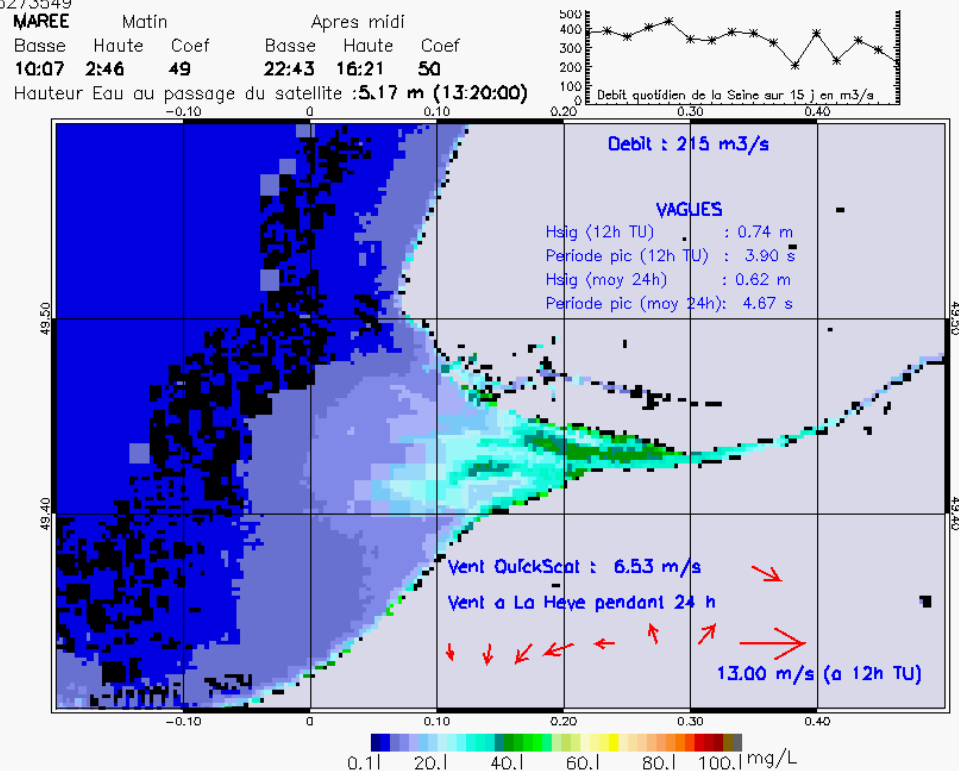 6273549
MAREE Matin Apres midi
Basse Haute Coef Basse Haute Coef
10:07 2:46 49 22:43 16:21 50
Hauteur Eau au passage du satellite :5.17 m (13:20:00)
500
400
300
200
100
0
Debit quotidien de la Seine sur 15 j en m3/s
-0.10 0 0.10 0.20 0.30 0.40
Debit : 215 m3/s
VAGUES
Hsig (12h TU) : 0.74 m
Periode pic (12h TU) : 3.90 s
Hsig (moy 24h) : 0.62 m
Periode pic (moy 24h): 4.67 s
49.50 49.50
49.40 49.40
Vent QuickScat : 6.53 m/s
Vent a La Heve pendant 24 h
13.00 m/s (a 12h TU)
-0.10 0 0.10 0.20 0.30 0.40
0.1 20. 40. 60. 80. 100. mg/L